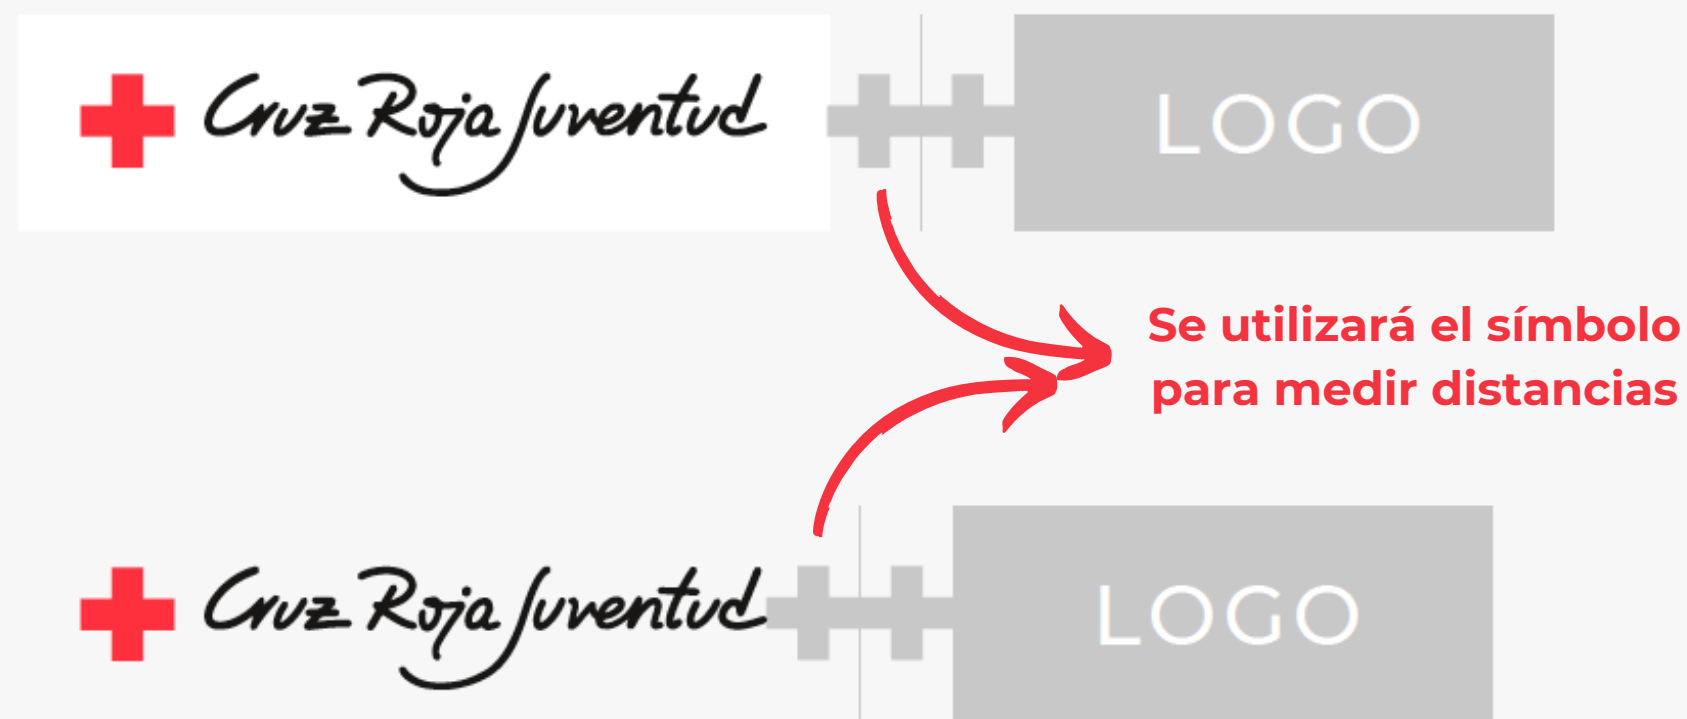 Cruz Roja Juventud
LOGO
Se utilizará el símbolo
para medir distancias
Cruz Roja Juventud
LOGO